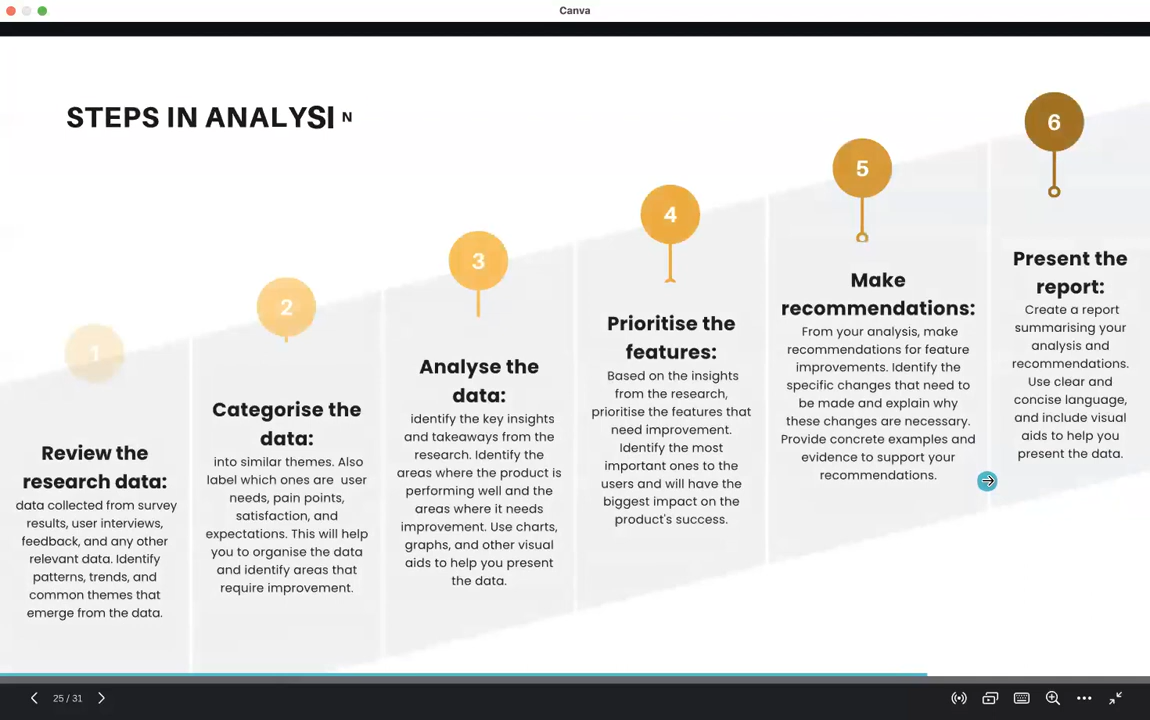 Canva
STEPS IN ANALYSI N
1
Review the
research data:
data collected from survey
results, user interviews,
feedback, and any other
relevant data. Identify
patterns, trends, and
common themes that
emerge from the data.
2
Categorise the
data:
into similar themes. Also
label which ones are user
needs, pain points,
satisfaction, and
expectations. This will help
you to organise the data
and identify areas that
require improvement.
3
Analyse the
data:
identify the key insights
and takeaways from the
research. Identify the
areas where the product is
performing well and the
areas where it needs
improvement. Use charts,
graphs, and other visual
aids to help you present
the data.
4
Prioritise the
features:
Based on the insights
from the research,
prioritise the features that
need improvement.
Identify the most
important ones to the
users and will have the
biggest impact on the
product's success.
5
Make
recommendations:
From your analysis, make
recommendations for feature
improvements. Identify the
specific changes that need to
be made and explain why
these changes are necessary.
Provide concrete examples and
evidence to support your
recommendations.
6
Present the
report:
Create a report
summarising your
analysis and
recommendations.
Use clear and
concise language,
and include visual
aids to help you
present the data.
25 / 31